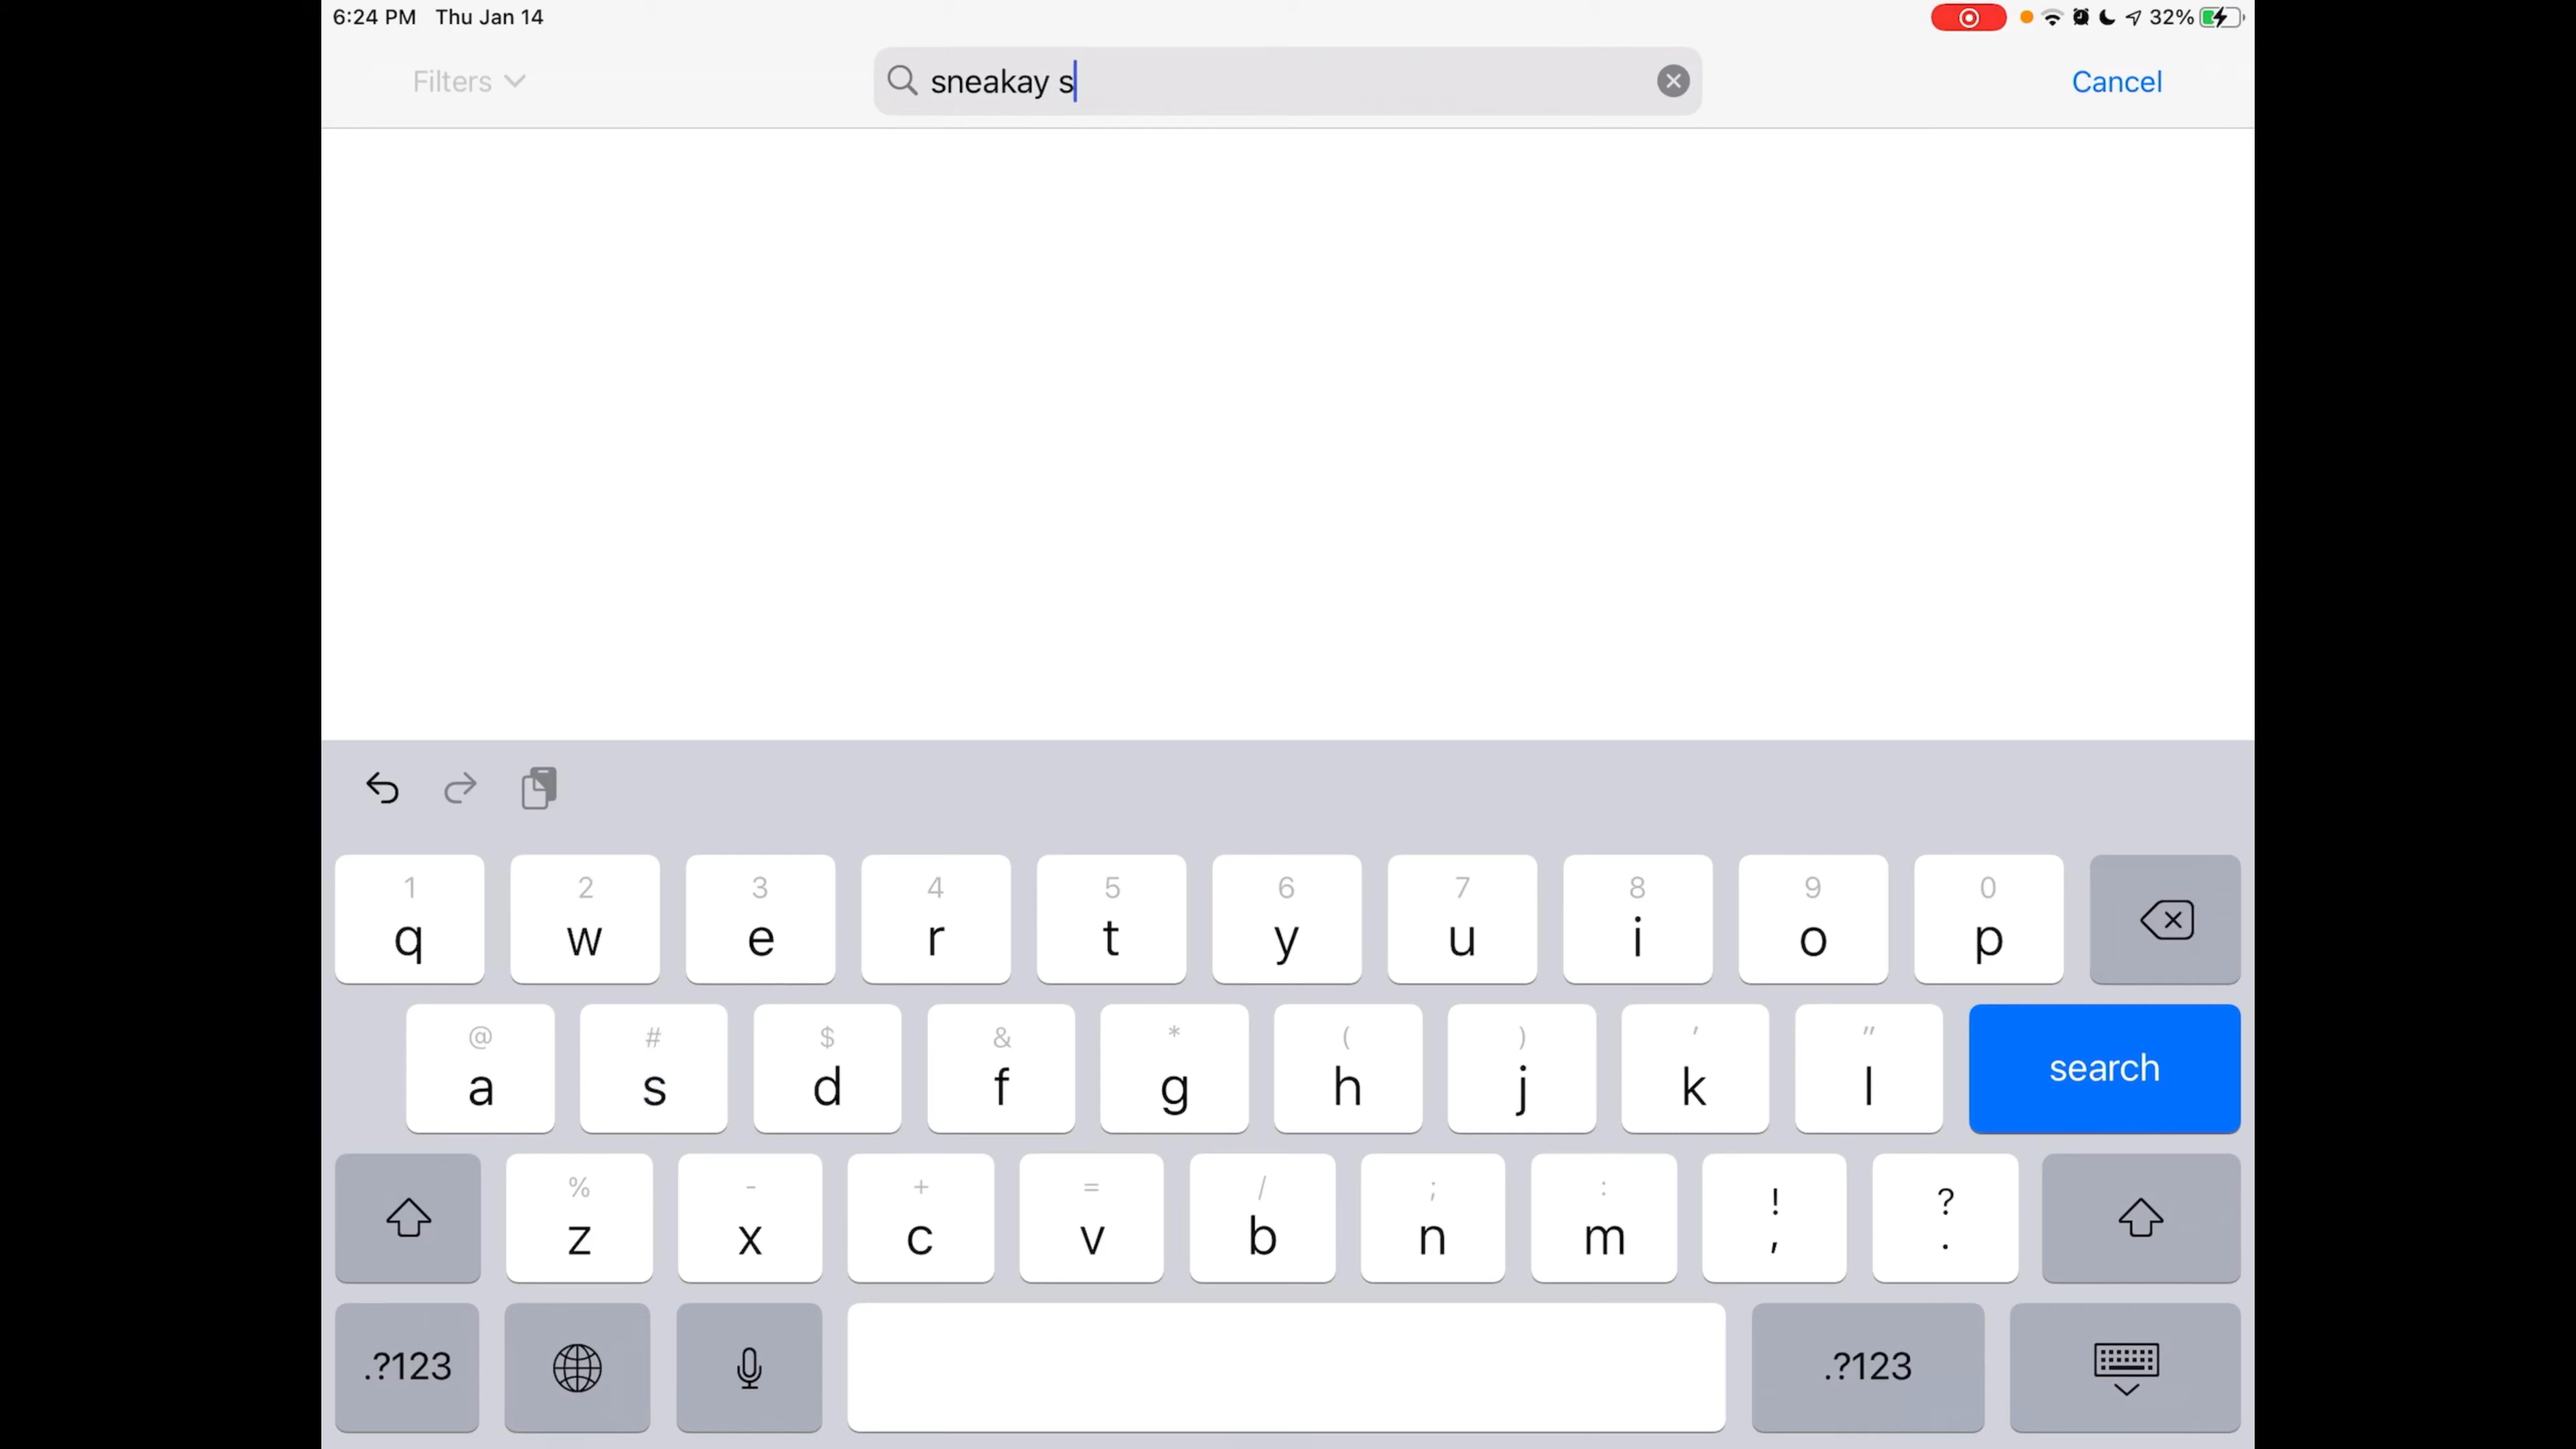 6:24 PM Thu Jan 14 32%
Filters sneakay s Cancel
1 2 3 4 5 6 7 8 9 0
q w e r t y u i o p
@ # $ & * ( ) ' "
a s d f g h j k l search
% - + = / ; : ! ?
z x c v b n m , .
.?123 .?123